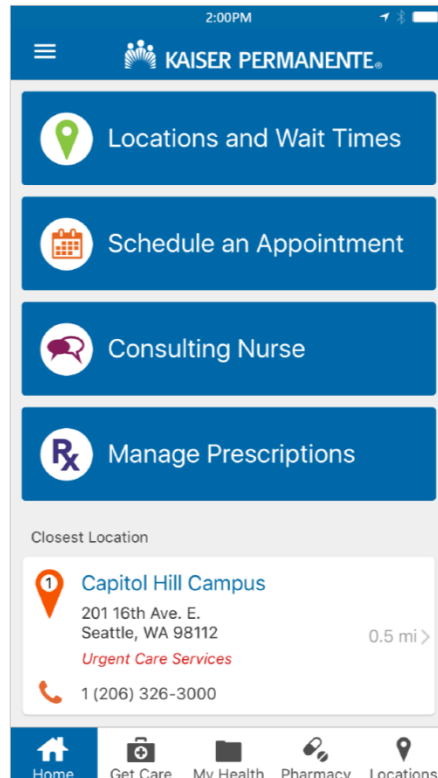 2:00PM
KAISER PERMANENTE®
Locations and Wait Times
Schedule an Appointment
Consulting Nurse
Rx Manage Prescriptions
Closest Location
1
Capitol Hill Campus
201 16th Ave. E.
Seattle, WA 98112
0.5 mi >
Urgent Care Services
1 (206) 326-3000
Home Get Care My Health Pharmacy Locations